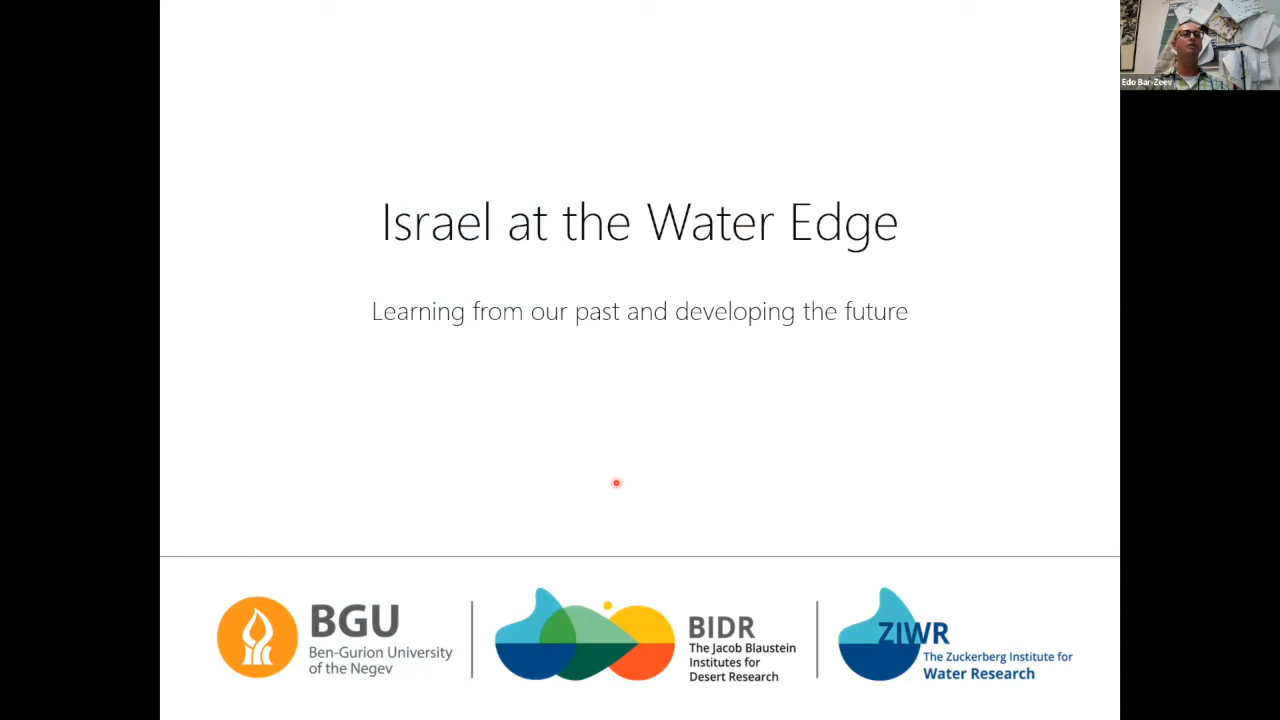 Edo Bar-Zeev
Israel at the Water Edge
Learning from our past and developing the future
BGU
Ben-Gurion University
of the Negev
BIDR
The Jacob Blaustein
Institutes for
Desert Research
ZIWR
The Zuckerberg Institute for
Water Research